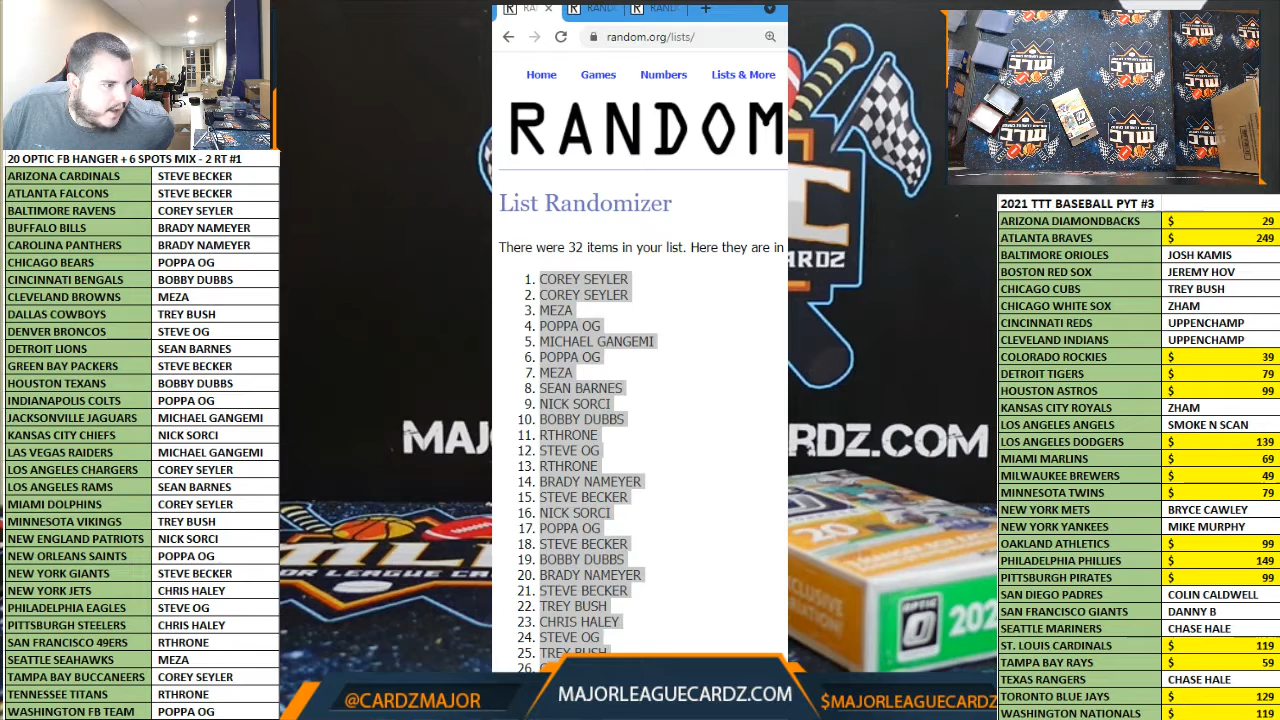 20 OPTIC FB HANGER + 6 SPOTS MIX - 2 RT #1
ARIZONA CARDINALS STEVE BECKER
ATLANTA FALCONS STEVE BECKER
BALTIMORE RAVENS COREY SEYLER
BUFFALO BILLS BRADY NAMEYER
CAROLINA PANTHERS BRADY NAMEYER
CHICAGO BEARS POPPA OG
CINCINNATI BENGALS BOBBY DUBBS
CLEVELAND BROWNS MEZA
DALLAS COWBOYS TREY BUSH
DENVER BRONCOS STEVE OG
DETROIT LIONS SEAN BARNES
GREEN BAY PACKERS STEVE BECKER
HOUSTON TEXANS BOBBY DUBBS
INDIANAPOLIS COLTS POPPA OG
JACKSONVILLE JAGUARS MICHAEL GANGEMI
KANSAS CITY CHIEFS NICK SORCI
LAS VEGAS RAIDERS MICHAEL GANGEMI
LOS ANGELES CHARGERS COREY SEYLER
LOS ANGELES RAMS SEAN BARNES
MIAMI DOLPHINS COREY SEYLER
MINNESOTA VIKINGS TREY BUSH
NEW ENGLAND PATRIOTS NICK SORCI
NEW ORLEANS SAINTS POPPA OG
NEW YORK GIANTS STEVE BECKER
NEW YORK JETS CHRIS HALEY
PHILADELPHIA EAGLES STEVE OG
PITTSBURGH STEELERS CHRIS HALEY
SAN FRANCISCO 49ERS RTHRONE
SEATTLE SEAHAWKS MEZA
TAMPA BAY BUCCANEERS COREY SEYLER
TENNESSEE TITANS RTHRONE
WASHINGTON FB TEAM POPPA OG
random.org/lists/
Home Games Numbers Lists & More
RANDOM
List Randomizer
There were 32 items in your list. Here they are in
1. COREY SEYLER
2. COREY SEYLER
3. MEZA
4. POPPA OG
5. MICHAEL GANGEMI
6. POPPA OG
7. MEZA
8. SEAN BARNES
9. NICK SORCI
10. BOBBY DUBBS
11. RTHRONE
12. STEVE OG
13. RTHRONE
14. BRADY NAMEYER
15. STEVE BECKER
16. NICK SORCI
17. POPPA OG
18. STEVE BECKER
19. BOBBY DUBBS
20. BRADY NAMEYER
21. STEVE BECKER
22. TREY BUSH
23. CHRIS HALEY
24. STEVE OG
25. TREY BUSH
26.
2021 TTT BASEBALL PYT #3
ARIZONA DIAMONDBACKS $ 29
ATLANTA BRAVES $ 249
BALTIMORE ORIOLES JOSH KAMIS
BOSTON RED SOX JEREMY HOV
CHICAGO CUBS TREY BUSH
CHICAGO WHITE SOX ZHAM
CINCINNATI REDS UPPENCHAMP
CLEVELAND INDIANS UPPENCHAMP
COLORADO ROCKIES $ 39
DETROIT TIGERS $ 79
HOUSTON ASTROS $ 99
KANSAS CITY ROYALS ZHAM
LOS ANGELES ANGELS SMOKE N SCAN
LOS ANGELES DODGERS $ 139
MIAMI MARLINS $ 69
MILWAUKEE BREWERS $ 49
MINNESOTA TWINS $ 79
NEW YORK METS BRYCE CAWLEY
NEW YORK YANKEES MIKE MURPHY
OAKLAND ATHLETICS $ 99
PHILADELPHIA PHILLIES $ 149
PITTSBURGH PIRATES $ 99
SAN DIEGO PADRES COLIN CALDWELL
SAN FRANCISCO GIANTS DANNY B
SEATTLE MARINERS CHASE HALE
ST. LOUIS CARDINALS $ 119
TAMPA BAY RAYS $ 59
TEXAS RANGERS CHASE HALE
TORONTO BLUE JAYS $ 129
WASHINGTON NATIONALS $ 119
@CARDZMAJOR
MAJORLEAGUECARDZ.COM
$MAJORLEAGUECARDZ